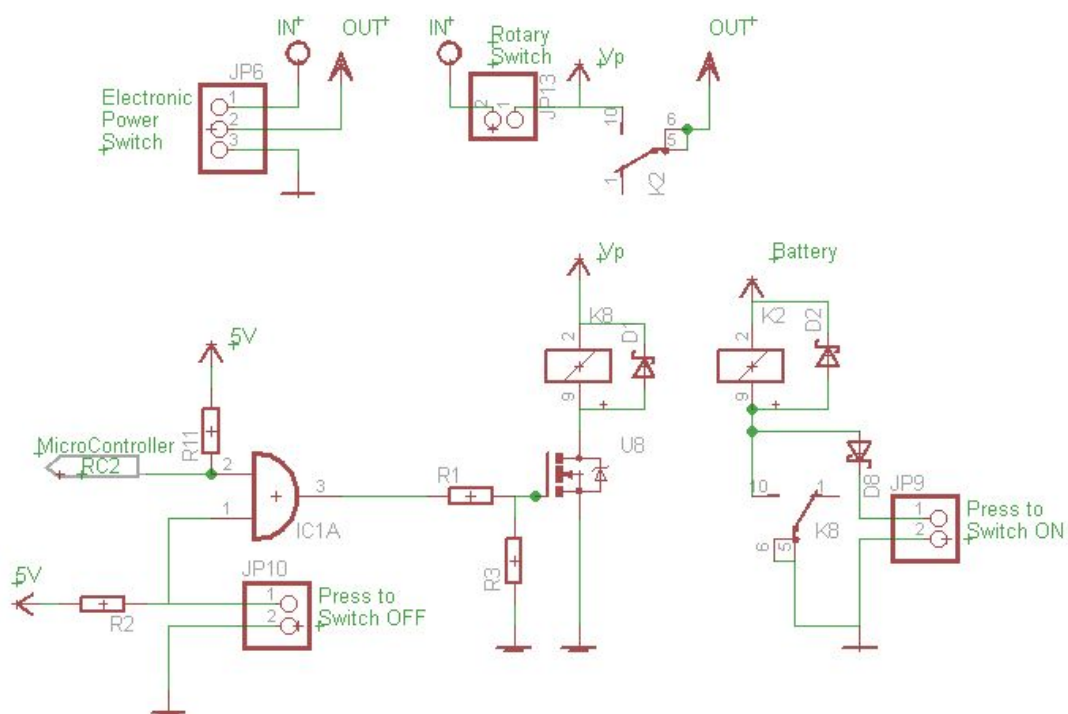 IN
OUT
IN
Rotary
Switch
Vp
OUT
JP6
Electronic
Power
Switch
1
2
3
2
1
JP13
10
1
6
5
K2
Vp
Battery
K8
2
9
D1
K2
2
9
D2
5V
R11
MicroController
RC2
2
1
3
IC1A
R1
U8
R3
10
1
6
5
K8
D8
JP9
1
2
Press to
Switch ON
5V
R2
JP10
1
2
Press to
Switch OFF